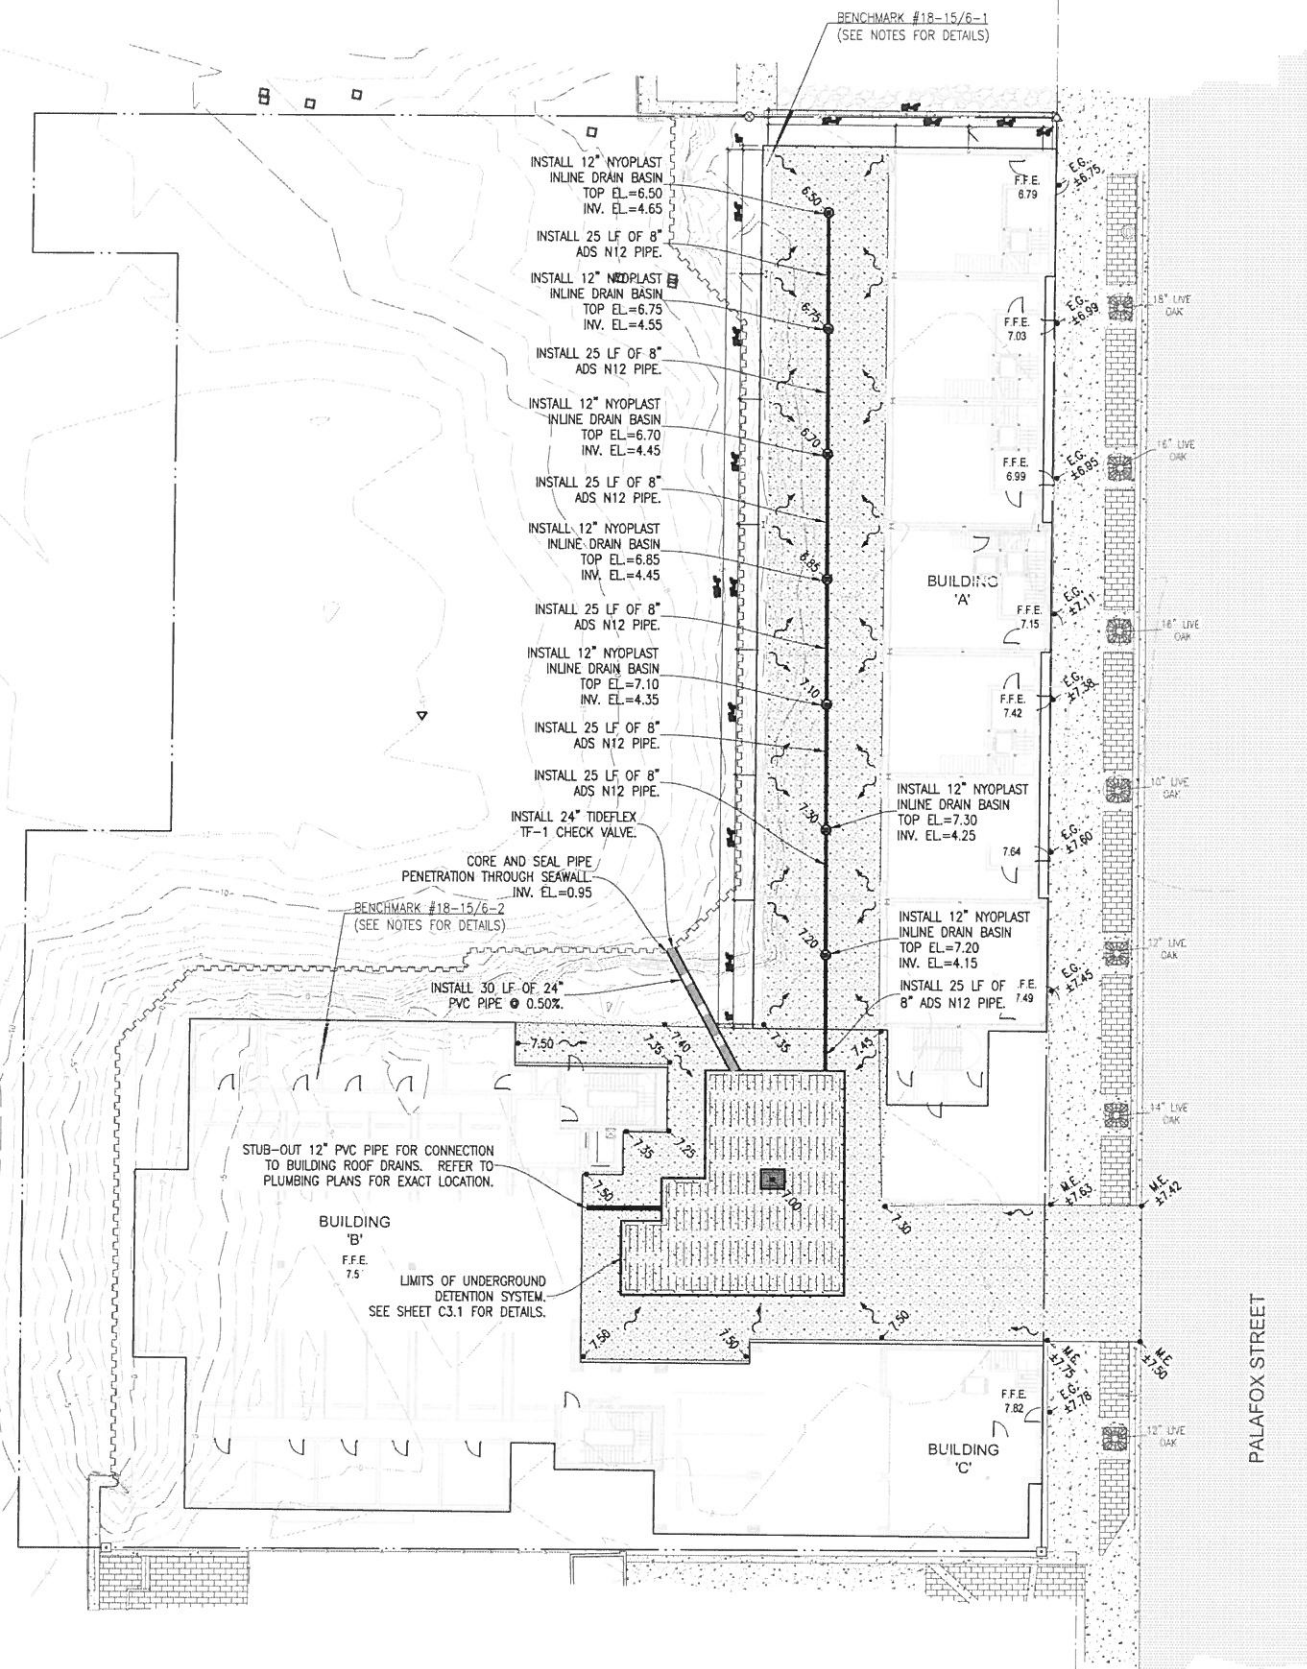 BENCHMARK #18-15/6-1
(SEE NOTES FOR DETAILS)
INSTALL 12" NYOPLAST
INLINE DRAIN BASIN
TOP EL.=6.50
INV. EL.=4.65
INSTALL 25 LF OF 8"
ADS N12 PIPE.
INSTALL 12" NYOPLAST
INLINE DRAIN BASIN
TOP EL.=6.75
INV. EL.=4.55
INSTALL 25 LF OF 8"
ADS N12 PIPE.
INSTALL 12" NYOPLAST
INLINE DRAIN BASIN
TOP EL.=6.70
INV. EL.=4.45
INSTALL 25 LF OF 8"
ADS N12 PIPE.
INSTALL 12" NYOPLAST
INLINE DRAIN BASIN
TOP EL.=6.85
INV. EL.=4.45
INSTALL 25 LF OF 8"
ADS N12 PIPE.
INSTALL 12" NYOPLAST
INLINE DRAIN BASIN
TOP EL.=7.10
INV. EL.=4.35
INSTALL 25 LF OF 8"
ADS N12 PIPE.
INSTALL 25 LF OF 8"
ADS N12 PIPE.
INSTALL 24" TIDEFLEX
TF-1 CHECK VALVE.
CORE AND SEAL PIPE
PENETRATION THROUGH SEAWALL
INV. EL=0.95
BENCHMARK #18-15/6-2
(SEE NOTES FOR DETAILS)
INSTALL 30 LF OF 24"
PVC PIPE @ 0.50%.
6.50
6.75
6.70
6.85
7.10
7.30
7.20
INSTALL 12" NYOPLAST
INLINE DRAIN BASIN
TOP EL=7.30
INV. EL.=4.25
INSTALL 12" NYOPLAST
INLINE DRAIN BASIN
TOP EL=7.20
INV. EL.=4.15
INSTALL 25 LF OF
8" ADS N12 PIPE.
F.F.E.
6.79
F.F.E.
7.03
F.F.E.
6.99
BUILDING
'A'
F.F.E.
7.15
F.F.E.
7.42
7.64
.F.E.
7.49
E.G.
±6.75
E.G.
±6.99
E.G.
±6.95
E.G.
±7.11
E.G.
±7.38
E.G.
±7.60
E.G.
±7.45
18" LIVE
OAK
16" LIVE
OAK
16" LIVE
OAK
10" LIVE
OAK
12" LIVE
OAK
14" LIVE
OAK
12" LIVE
OAK
7.50
7.35
7.40
7.35
7.45
7.35
7.25
7.50
7.00
7.30
M.E.
±7.63
M.E.
±7.42
STUB-OUT 12" PVC PIPE FOR CONNECTION
TO BUILDING ROOF DRAINS. REFER TO
PLUMBING PLANS FOR EXACT LOCATION.
BUILDING
'B'
F.F.E.
7.5'
LIMITS OF UNDERGROUND
DETENTION SYSTEM.
SEE SHEET C3.1 FOR DETAILS.
7.50
7.50
7.50
M.E.
±7.75
E.G.
±7.78
M.E.
±7.50
F.F.E.
7.82
BUILDING
'C'
PALAFOX STREET